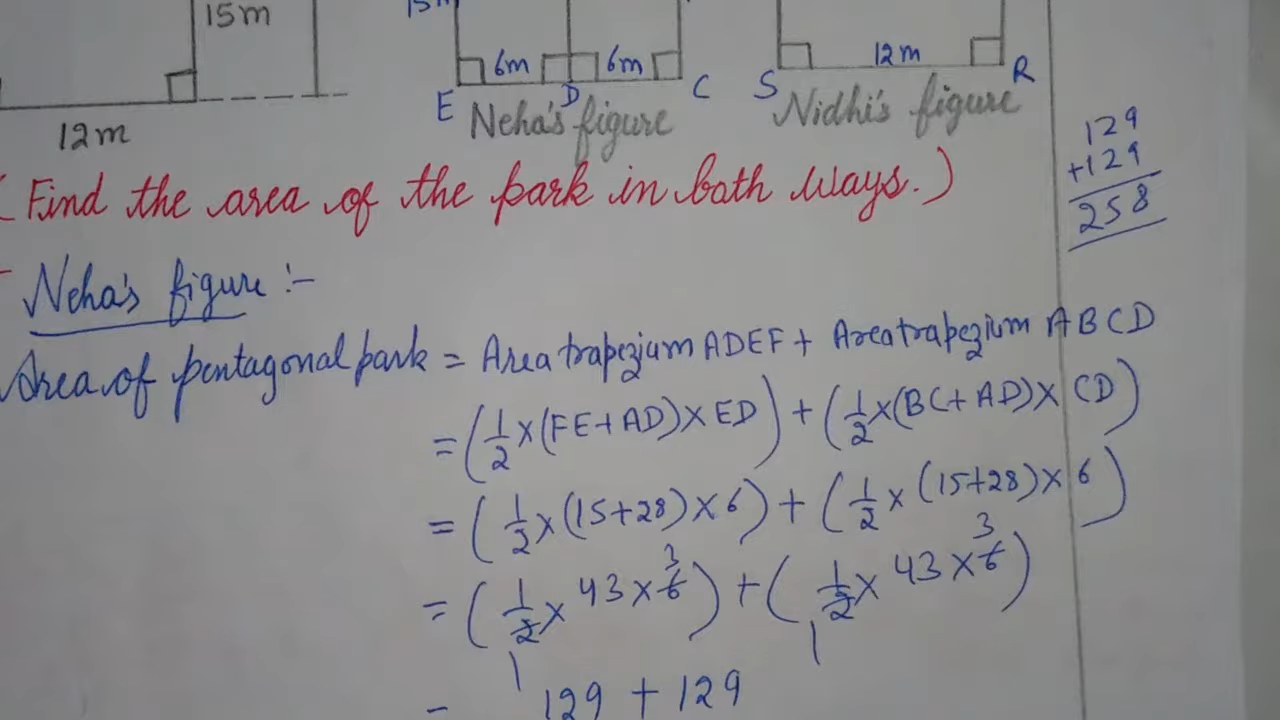 15m
12m
15m
6m 6m
E D C
Neha's figure
12m
S R
Nidhi's figure
129
+129
258
(Find the area of the park in both ways.)
Neha's figure :-
Area of pentagonal park = Area trapezium ADEF + Area trapezium ABCD
= (1/2 × (FE + AD) × ED) + (1/2 × (BC + AD) × CD)
= (1/2 × (15+28) × 6) + (1/2 × (15+28) × 6)
= (1/2 × 43 × 6 3) + (1/2 × 43 × 6 3)
1 1
= 129 + 129